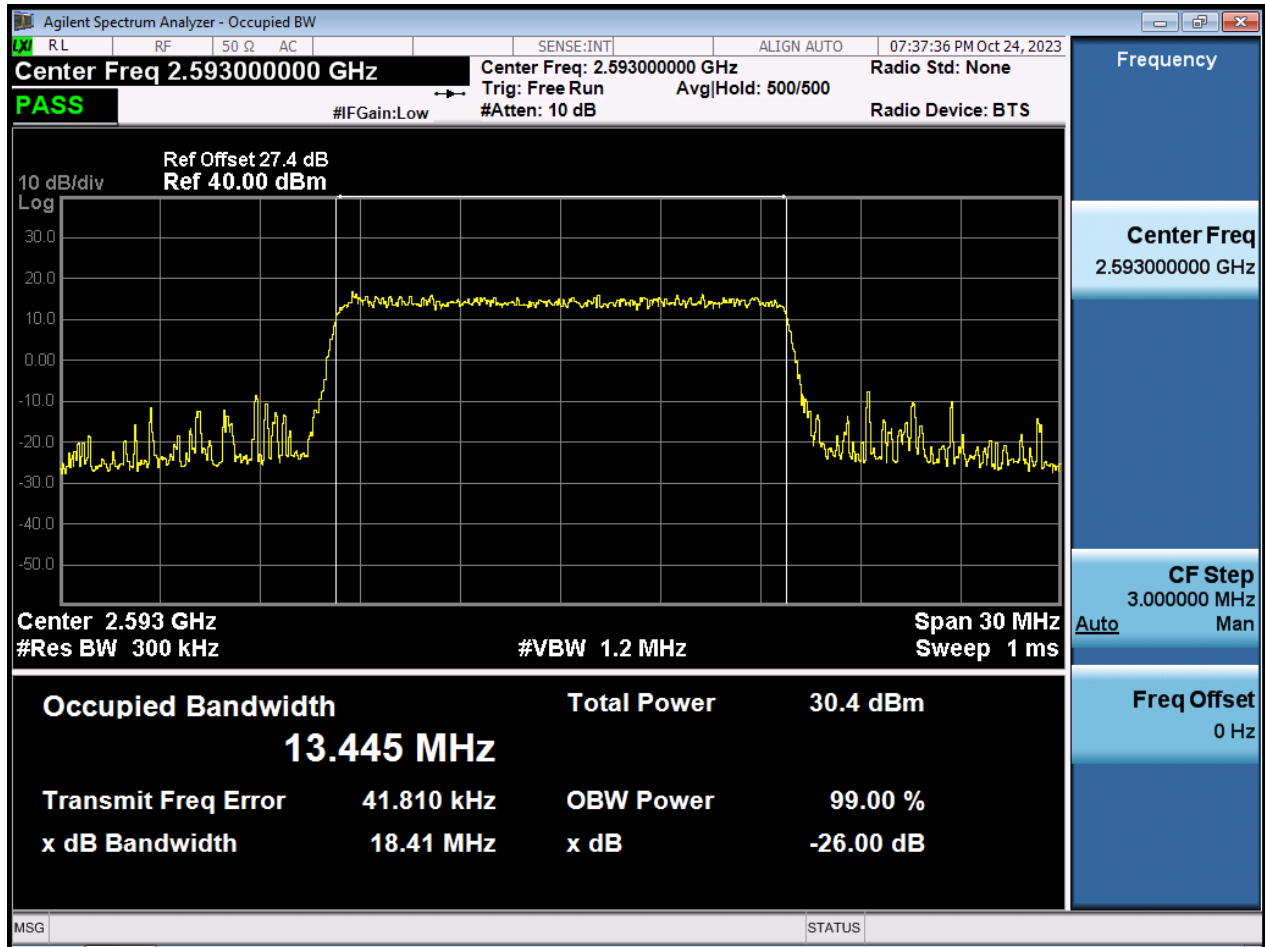 Agilent Spectrum Analyzer - Occupied BW
LXI RL RF 50 Ω AC SENSE:INT ALIGN AUTO 07:37:36 PM Oct 24, 2023
Center Freq 2.593000000 GHz
PASS
#IFGain:Low
Center Freq: 2.593000000 GHz
Trig: Free Run Avg|Hold: 500/500
#Atten: 10 dB
Radio Std: None
Radio Device: BTS
Ref Offset 27.4 dB
10 dB/div Ref 40.00 dBm
Log
30.0
20.0
10.0
0.00
-10.0
-20.0
-30.0
-40.0
-50.0
Center 2.593 GHz Span 30 MHz
#Res BW 300 kHz #VBW 1.2 MHz Sweep 1 ms
Occupied Bandwidth Total Power 30.4 dBm
13.445 MHz
Transmit Freq Error 41.810 kHz OBW Power 99.00 %
x dB Bandwidth 18.41 MHz x dB -26.00 dB
MSG STATUS
Frequency
Center Freq
2.593000000 GHz
CF Step
3.000000 MHz
Auto Man
Freq Offset
0 Hz